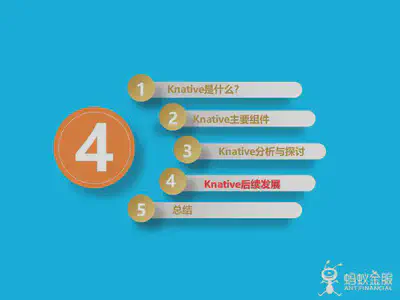 4
1 Knative是什么?
2 Knative主要组件
3 Knative分析与探讨
4 Knative后续发展
5 总结
蚂蚁金服
ANT FINANCIAL